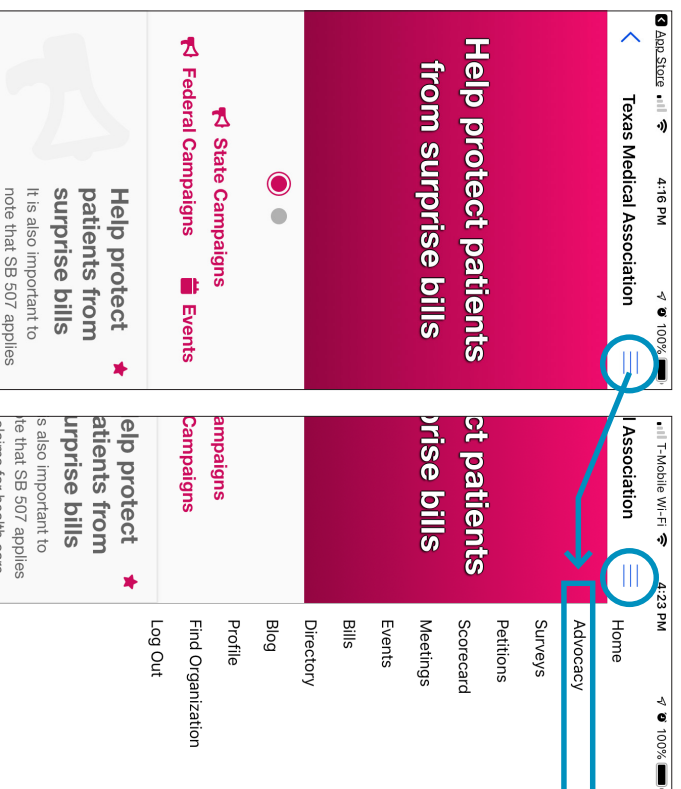 App Store
4:16 PM
100%
Texas Medical Association
Help protect patients
from surprise bills
State Campaigns
Federal Campaigns
Events
Help protect
patients from
surprise bills
It is also important to
note that SB 507 applies
T-Mobile Wi-Fi
4:23 PM
100%
l Association
ct patients
prise bills
ampaigns
Campaigns
elp protect
atients from
urprise bills
s also important to
te that SB 507 applies
Home
Advocacy
Surveys
Petitions
Scorecard
Meetings
Events
Bills
Directory
Blog
Profile
Find Organization
Log Out